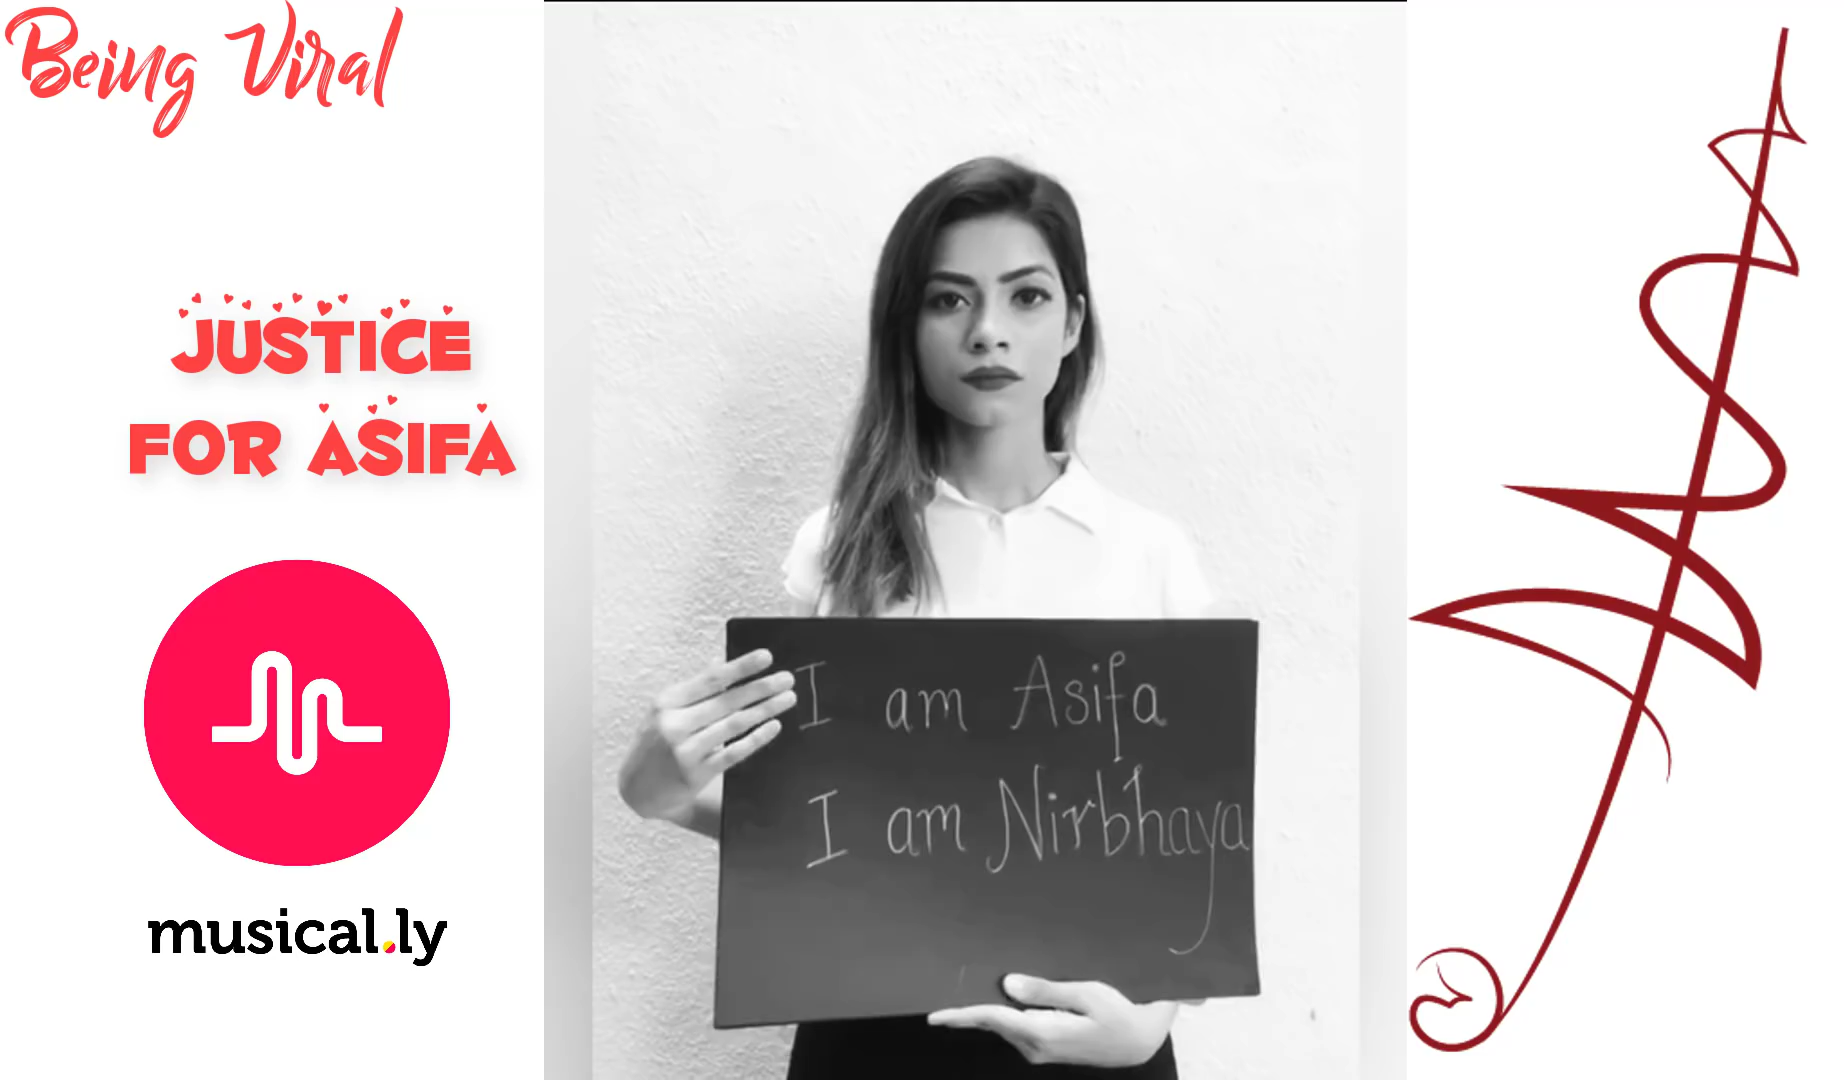 Being Viral
JUSTICE
FOR ASIFA
musical.ly
I am Asifa
I am Nirbhaya